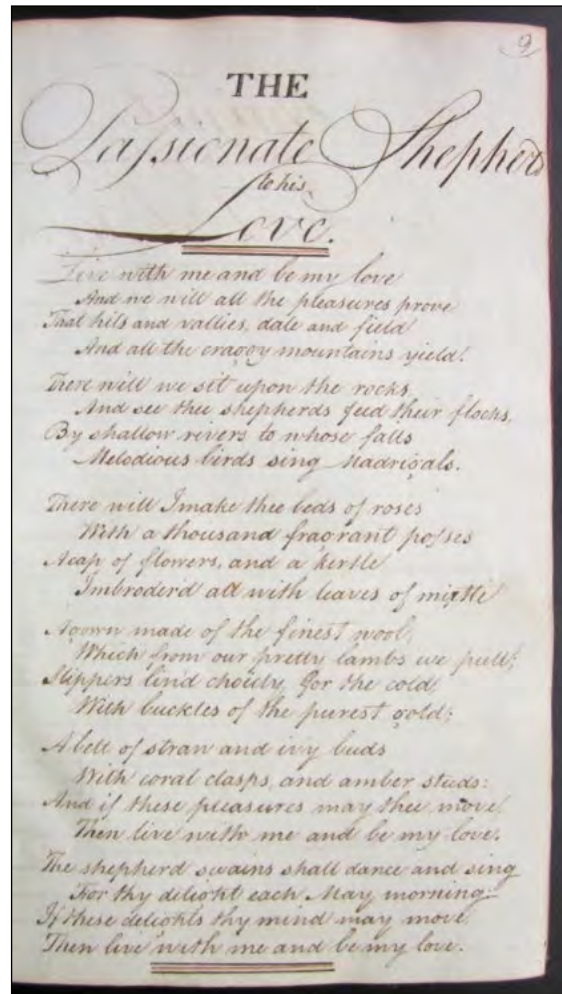 9
THE
Passionate Shepherd
to his
Love.
Live with me and be my love
And we will all the pleasures prove
That hils and vallies, dale and field
And all the craggy mountains yield.
There will we sit upon the rocks
And see thee shepherds feed their flocks,
By shallow rivers to whose falls
Melodious birds sing Madrigals.
There will I make thee beds of roses
With a thousand fragrant posses
A cap of flowers, and a kertle
Imbroder'd all with leaves of mirtle
A gown made of the finest wool,
Which from our pretty lambs we pull;
Slippers lin'd choicly for the cold,
With buckles of the purest gold;
A belt of straw and ivy buds
With coral clasps, and amber studs:
And if these pleasures may thee move,
Then live with me and be my love.
The shepherd swains shall dance and sing
For thy delight each May morning:
If these delights thy mind may move,
Then live with me and be my love.